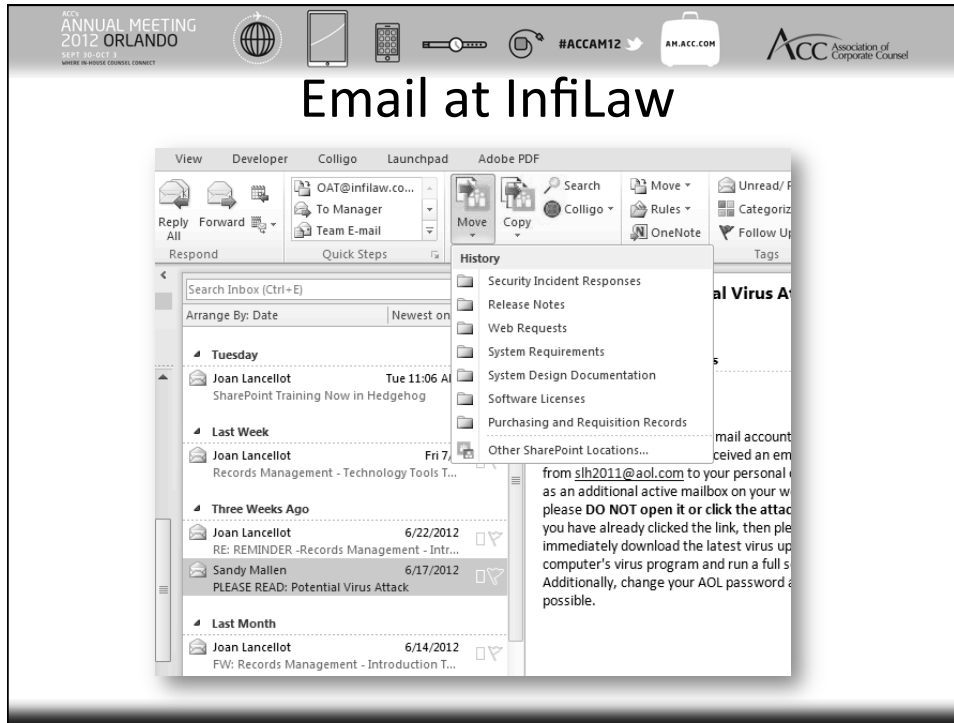 ACC's
ANNUAL MEETING
2012 ORLANDO
SEPT 30-OCT 3
WHERE IN-HOUSE COUNSEL CONNECT
#ACCAM12
AM.ACC.COM
ACC Association of
Corporate Counsel
Email at InfiLaw
View Developer Colligo Launchpad Adobe PDF
Reply
All
Forward
Respond
OAT@infilaw.co...
To Manager
Team E-mail
Quick Steps
Move
Copy
Search
Colligo
Move
Rules
OneNote
Unread/
Categoriz
Follow Up
Tags
History
Security Incident Responses
Release Notes
Web Requests
System Requirements
System Design Documentation
Software Licenses
Purchasing and Requisition Records
Other SharePoint Locations...
Search Inbox (Ctrl+E)
Arrange By: Date Newest on
Tuesday
Joan Lancellot Tue 11:06 A
SharePoint Training Now in Hedgehog
Last Week
Joan Lancellot Fri 7/
Records Management - Technology Tools T...
Three Weeks Ago
Joan Lancellot 6/22/2012
RE: REMINDER -Records Management - Intr...
Sandy Mallen 6/17/2012
PLEASE READ: Potential Virus Attack
Last Month
Joan Lancellot 6/14/2012
FW: Records Management - Introduction T...
al Virus A
s
mail account
ceived an em
from slh2011@aol.com to your personal
as an additional active mailbox on your w
please DO NOT open it or click the attac
you have already clicked the link, then ple
immediately download the latest virus up
computer's virus program and run a full s
Additionally, change your AOL password a
possible.